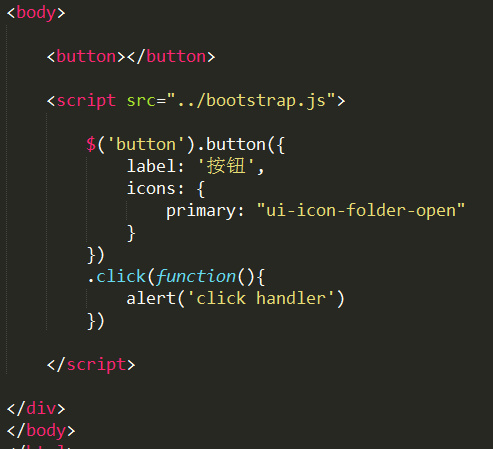 <body>
<button></button>
<script src="../bootstrap.js">
$('button').button({
label: '按钮',
icons: {
primary: "ui-icon-folder-open"
}
})
.click(function(){
alert('click handler')
})
</script>
</div>
</body>